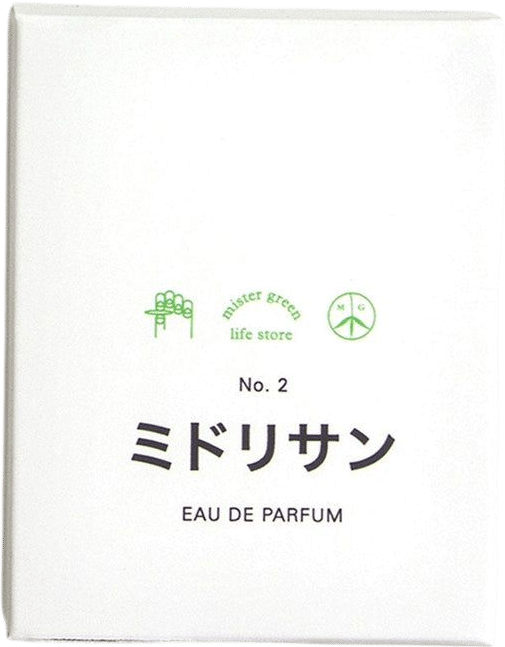 mister green
life store
M G
No. 2
ミドリサン
EAU DE PARFUM